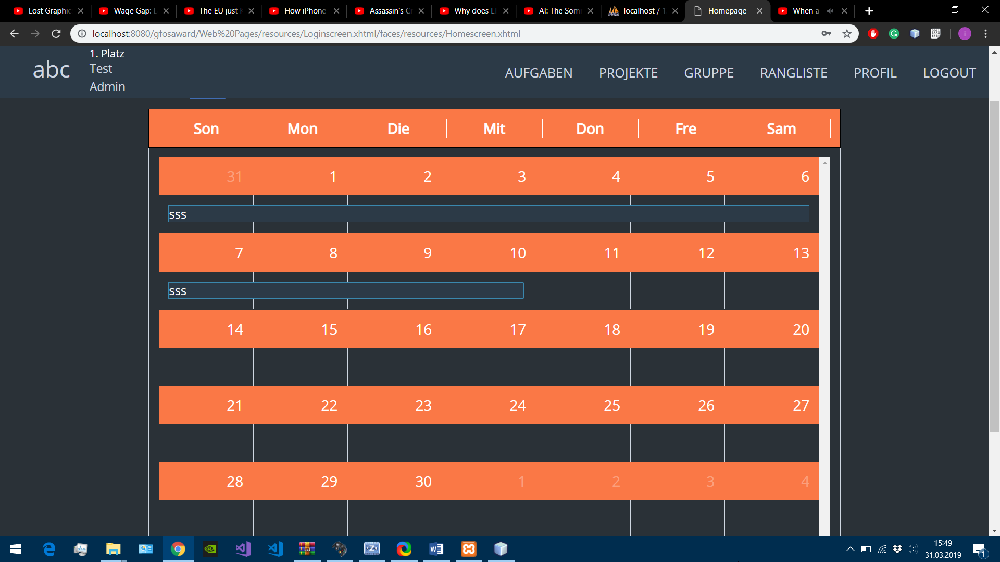 Lost Graphic
Wage Gap: L
The EU just k
How iPhone
Assassin's Cr
Why does LT
AI: The Som
localhost / 1
Homepage
When a
localhost:8080/gfosaward/Web%20Pages/resources/Loginscreen.xhtml/faces/resources/Homescreen.xhtml
abc
1. Platz
Test
Admin
AUFGABEN PROJEKTE GRUPPE RANGLISTE PROFIL LOGOUT
Son Mon Die Mit Don Fre Sam
31 1 2 3 4 5 6
sss
7 8 9 10 11 12 13
sss
14 15 16 17 18 19 20
21 22 23 24 25 26 27
28 29 30 1 2 3 4
15:49
31.03.2019
1